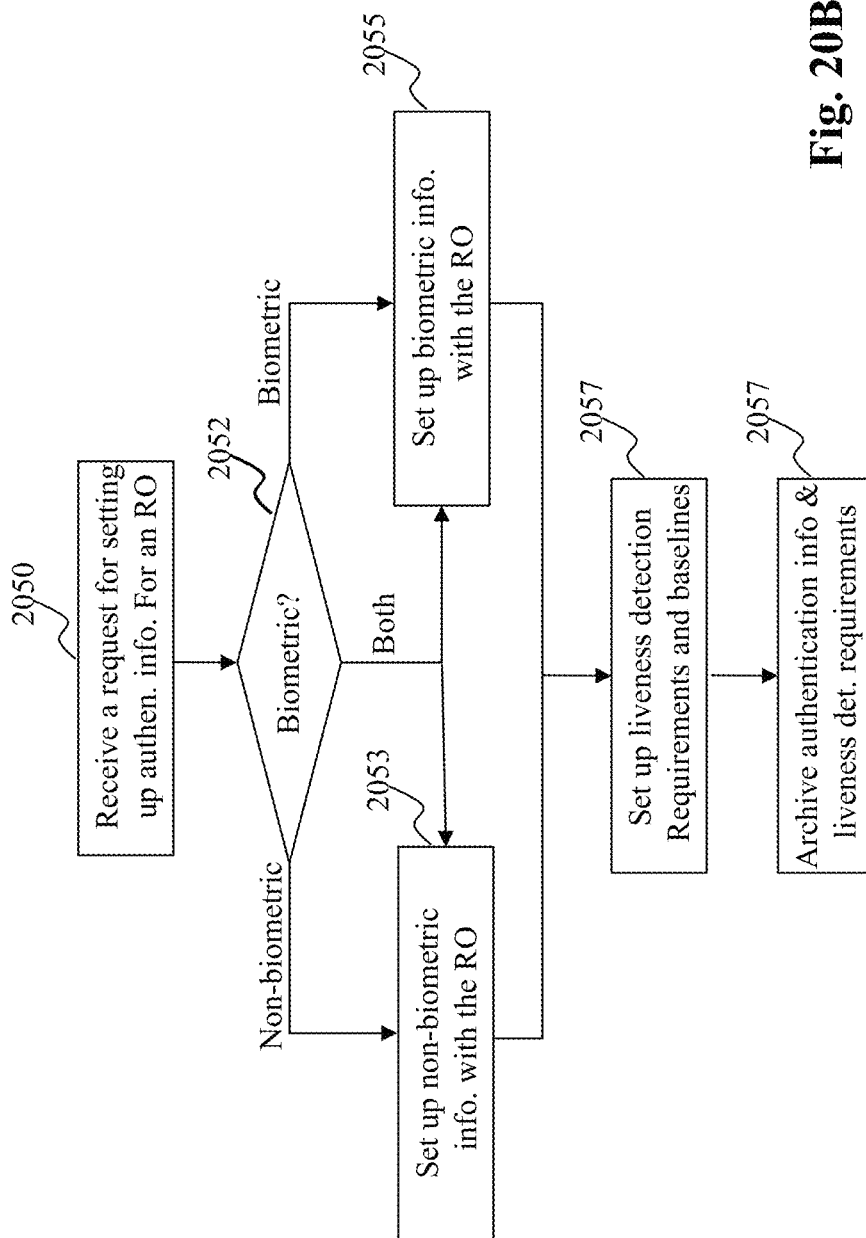 2050
Receive a request for setting
up authen. info. For an RO
2052
Biometric?
Non-biometric
Biometric
Both
2053
Set up non-biometric
info. with the RO
2055
Set up biometric info.
with the RO
2057
Set up liveness detection
Requirements and baselines
2057
Archive authentication info &
liveness det. requirements
Fig. 20B